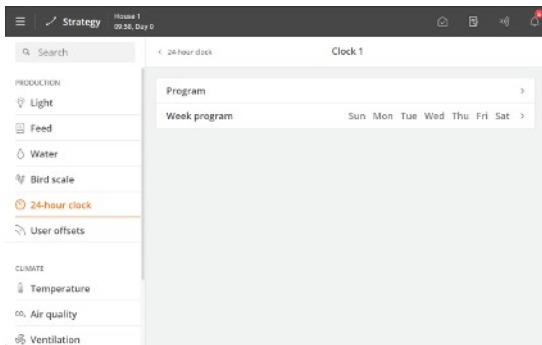 Strategy
House 1
09.58, Day 0
Search
24-hour clock
Clock 1
PRODUCTION
Light
Feed
Water
Bird scale
24-hour clock
User offsets
CLIMATE
Temperature
CO₂ Air quality
Ventilation
Program
Week program Sun Mon Tue Wed Thu Fri Sat